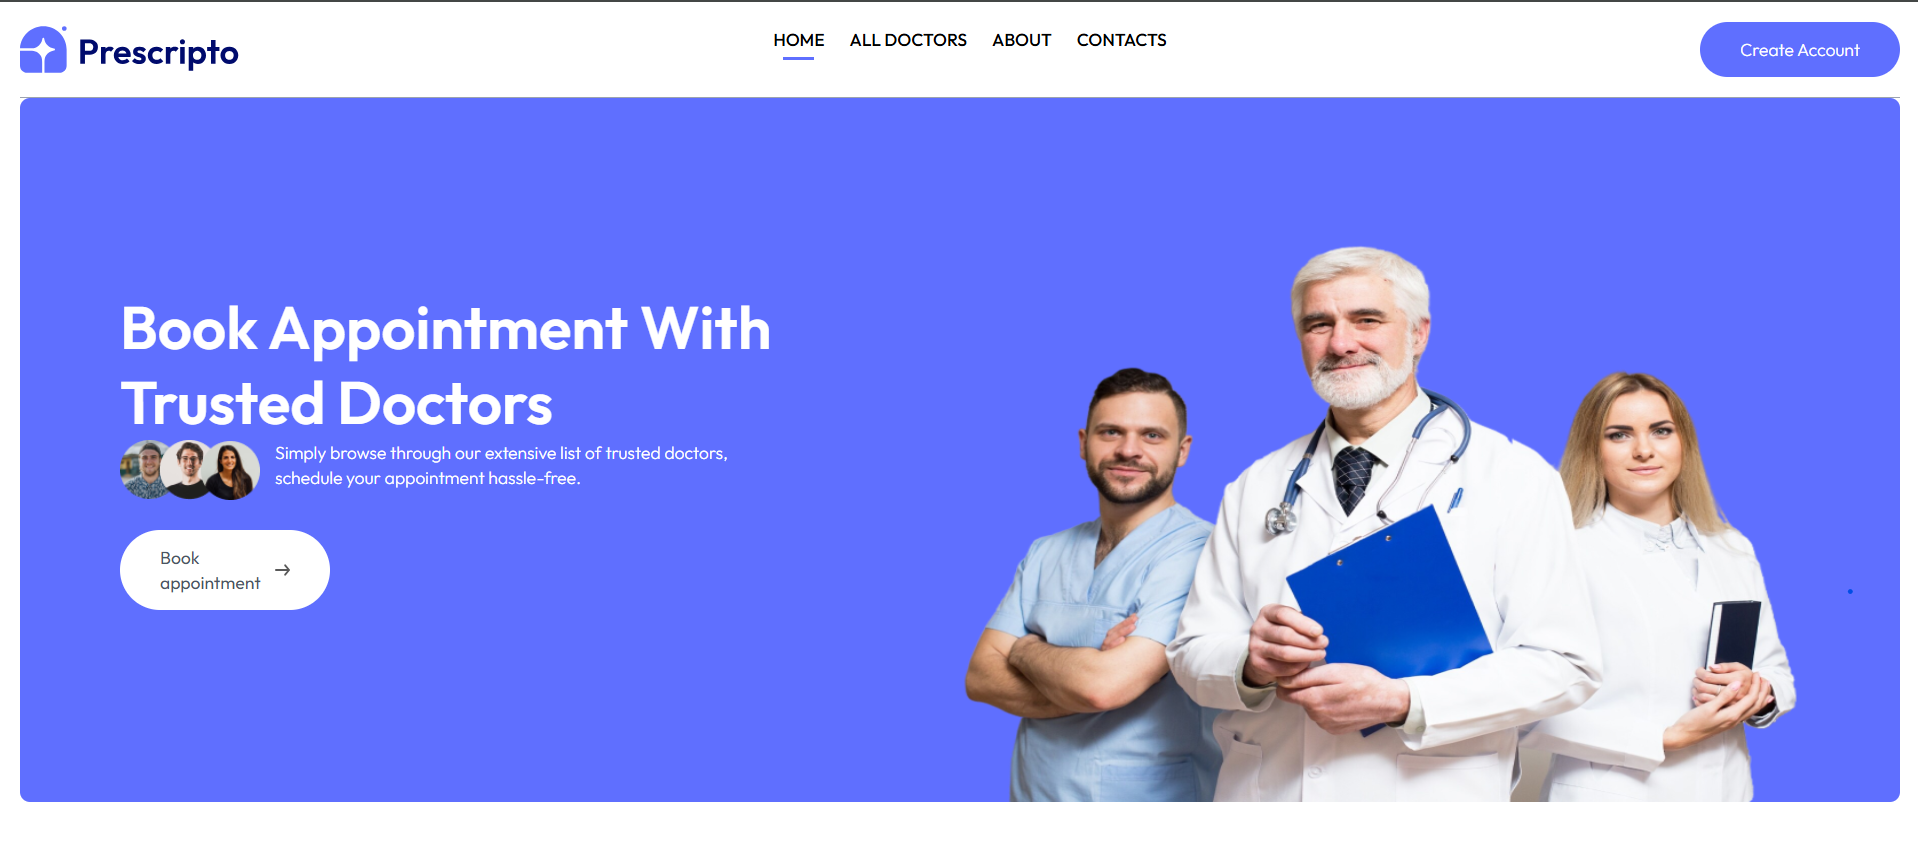 Prescripto
HOME ALL DOCTORS ABOUT CONTACTS
Create Account
Book Appointment With
Trusted Doctors
Simply browse through our extensive list of trusted doctors,
schedule your appointment hassle-free.
Book
appointment →